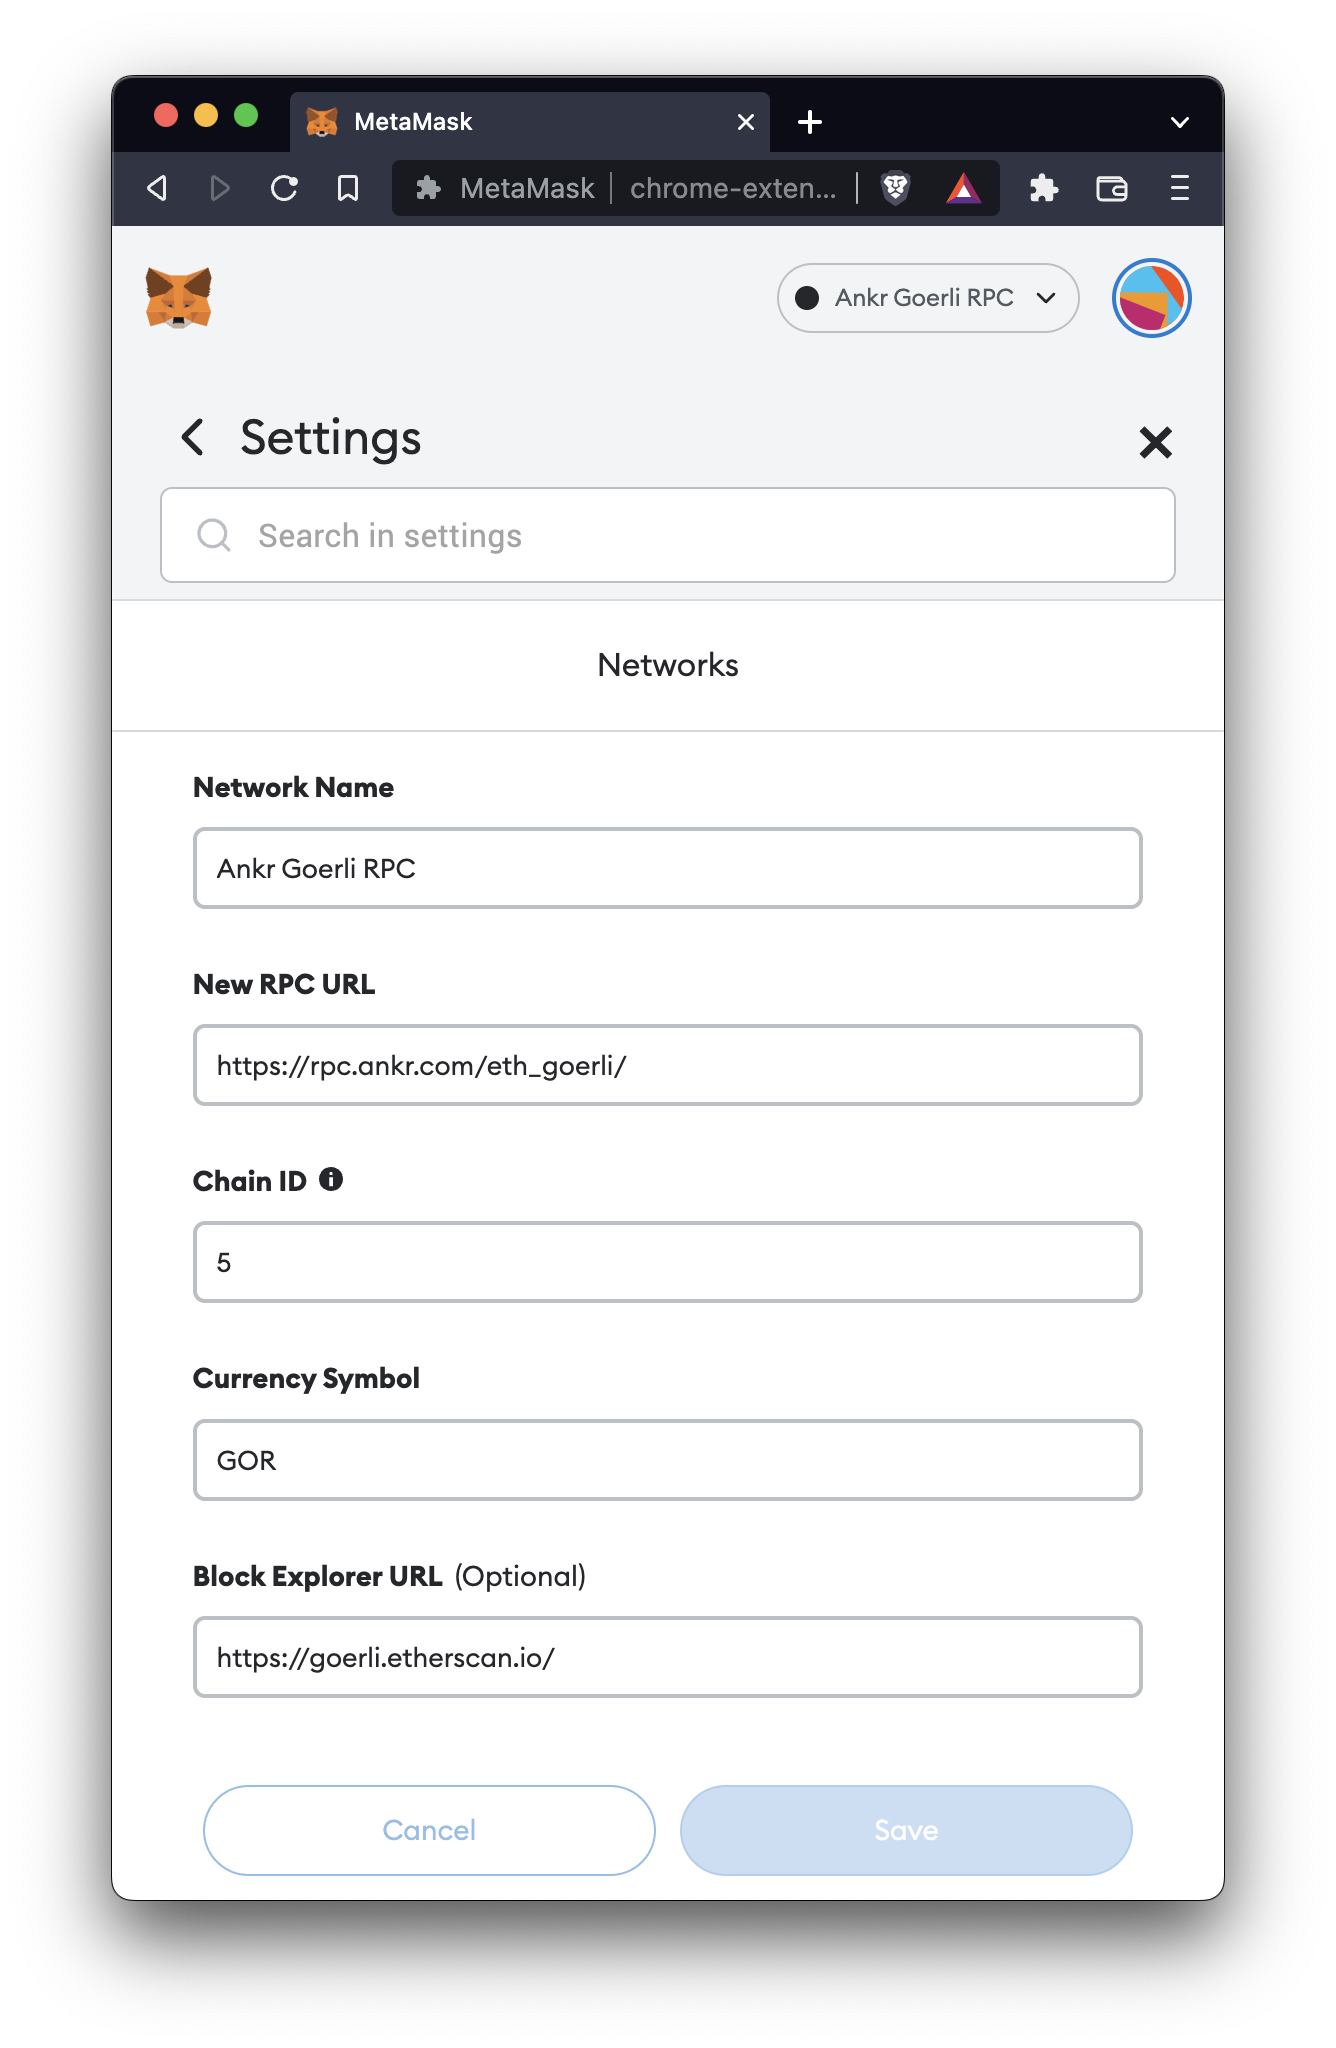 MetaMask
MetaMask | chrome-exten...
Ankr Goerli RPC
Settings
Search in settings
Networks
Network Name
Ankr Goerli RPC
New RPC URL
https://rpc.ankr.com/eth_goerli/
Chain ID
5
Currency Symbol
GOR
Block Explorer URL (Optional)
https://goerli.etherscan.io/
Cancel
Save